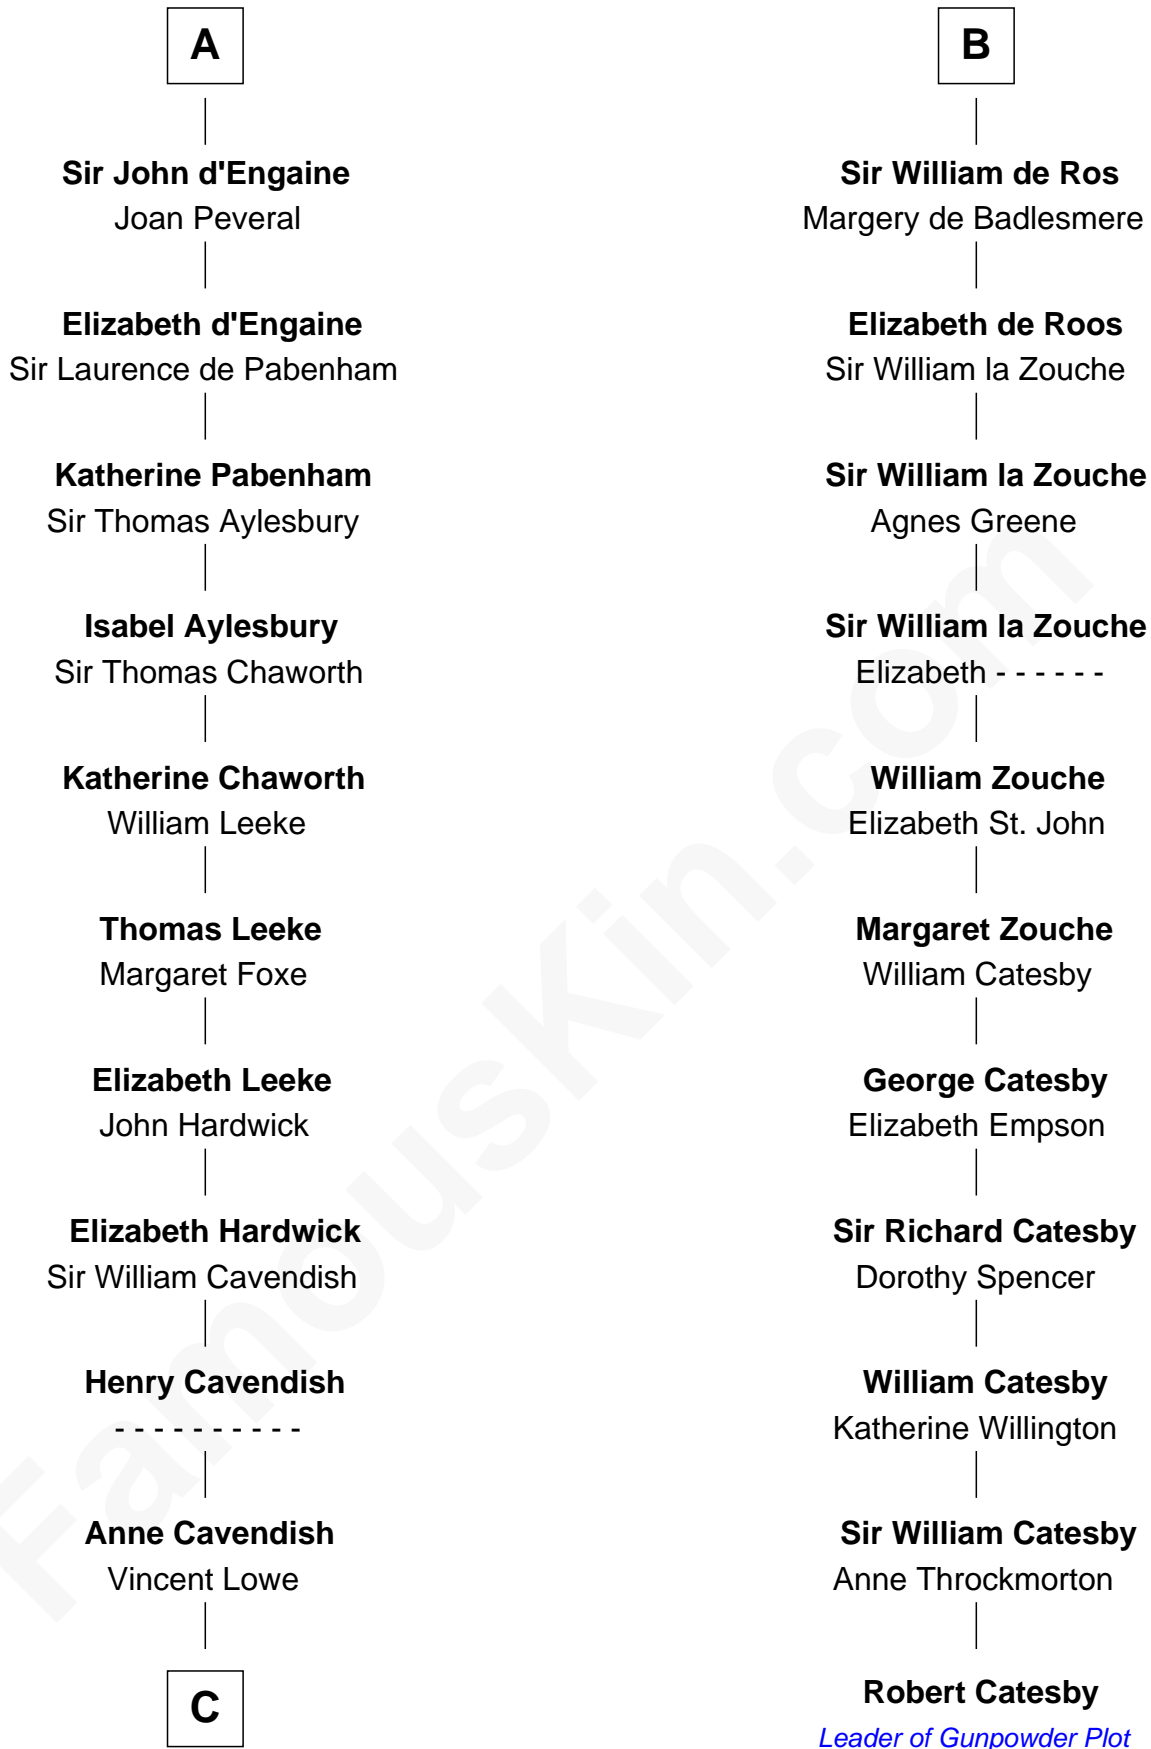 A
Sir John d'Engaine
Joan Peveral
Elizabeth d'Engaine
Sir Laurence de Pabenham
Katherine Pabenham
Sir Thomas Aylesbury
Isabel Aylesbury
Sir Thomas Chaworth
Katherine Chaworth
William Leeke
Thomas Leeke
Margaret Foxe
Elizabeth Leeke
John Hardwick
Elizabeth Hardwick
Sir William Cavendish
Henry Cavendish
- - - - - - - - - -
Anne Cavendish
Vincent Lowe
C
B
Sir William de Ros
Margery de Badlesmere
Elizabeth de Roos
Sir William la Zouche
Sir William la Zouche
Agnes Greene
Sir William la Zouche
Elizabeth - - - - - -
William Zouche
Elizabeth St. John
Margaret Zouche
William Catesby
George Catesby
Elizabeth Empson
Sir Richard Catesby
Dorothy Spencer
William Catesby
Katherine Willington
Sir William Catesby
Anne Throckmorton
Robert Catesby
Leader of Gunpowder Plot
FamousKin.com